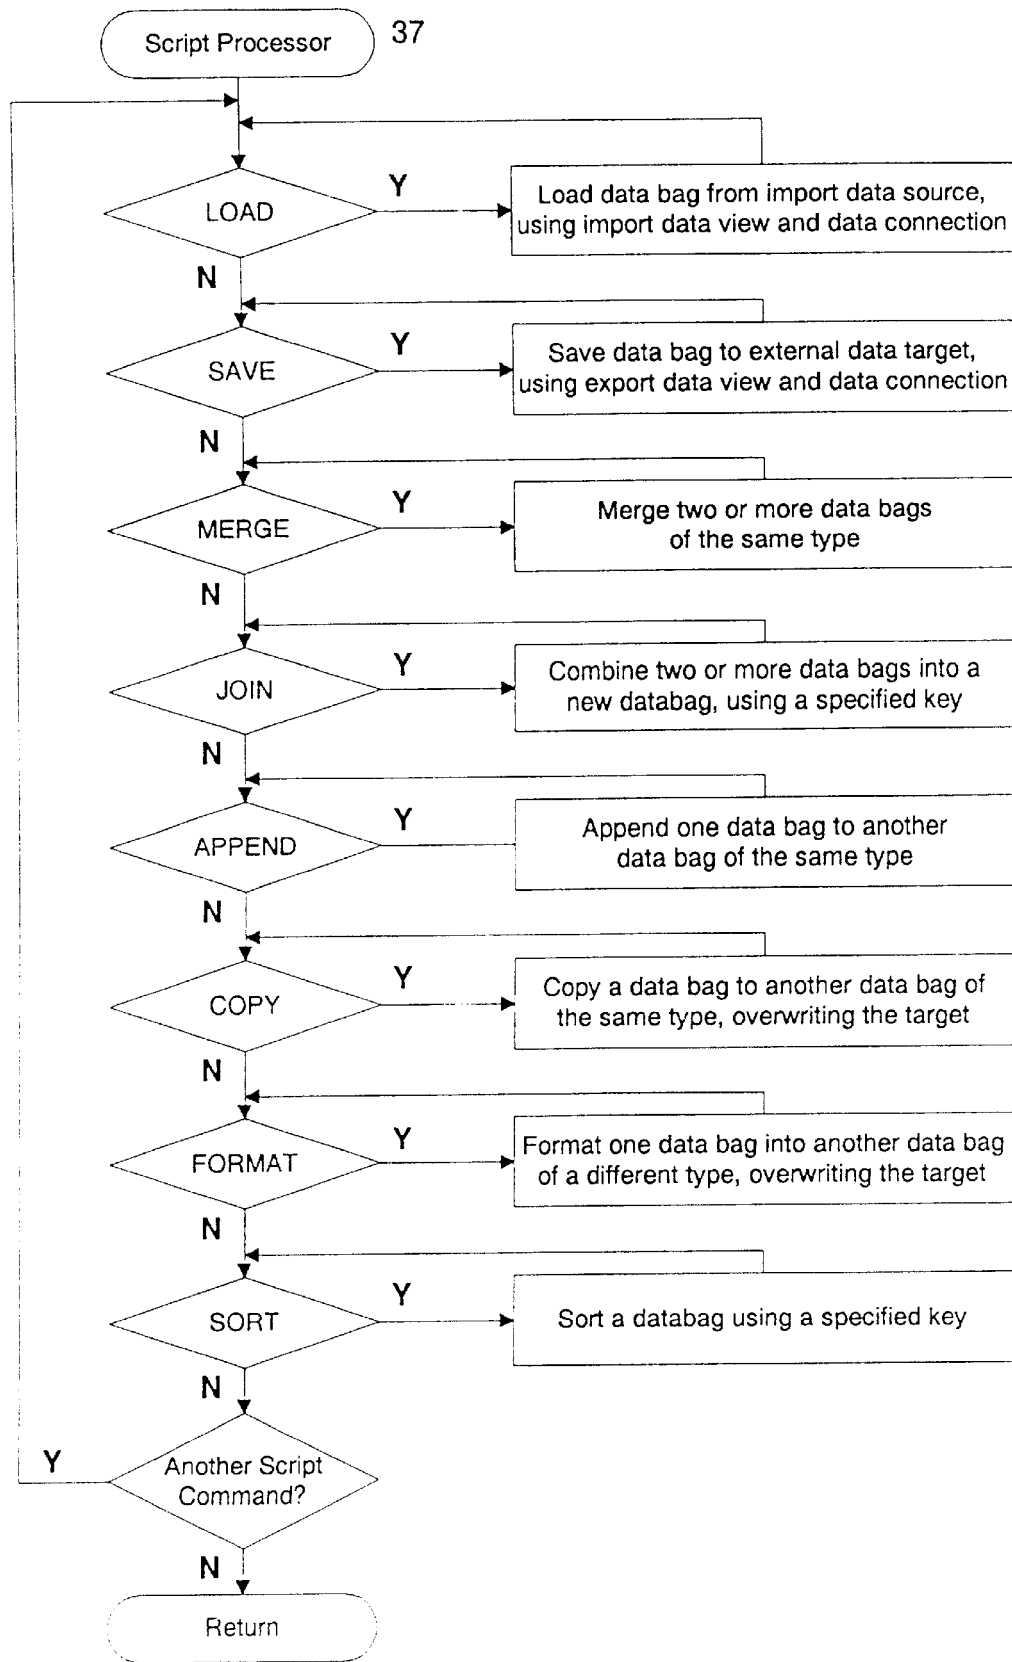 Script Processor
37
LOAD
Y
Load data bag from import data source,
using import data view and data connection
N
SAVE
Y
Save data bag to external data target,
using export data view and data connection
N
MERGE
Y
Merge two or more data bags
of the same type
N
JOIN
Y
Combine two or more data bags into a
new databag, using a specified key
N
APPEND
Y
Append one data bag to another
data bag of the same type
N
COPY
Y
Copy a data bag to another data bag of
the same type, overwriting the target
N
FORMAT
Y
Format one data bag into another data bag
of a different type, overwriting the target
N
SORT
Y
Sort a databag using a specified key
N
Y
Another Script
Command?
N
Return